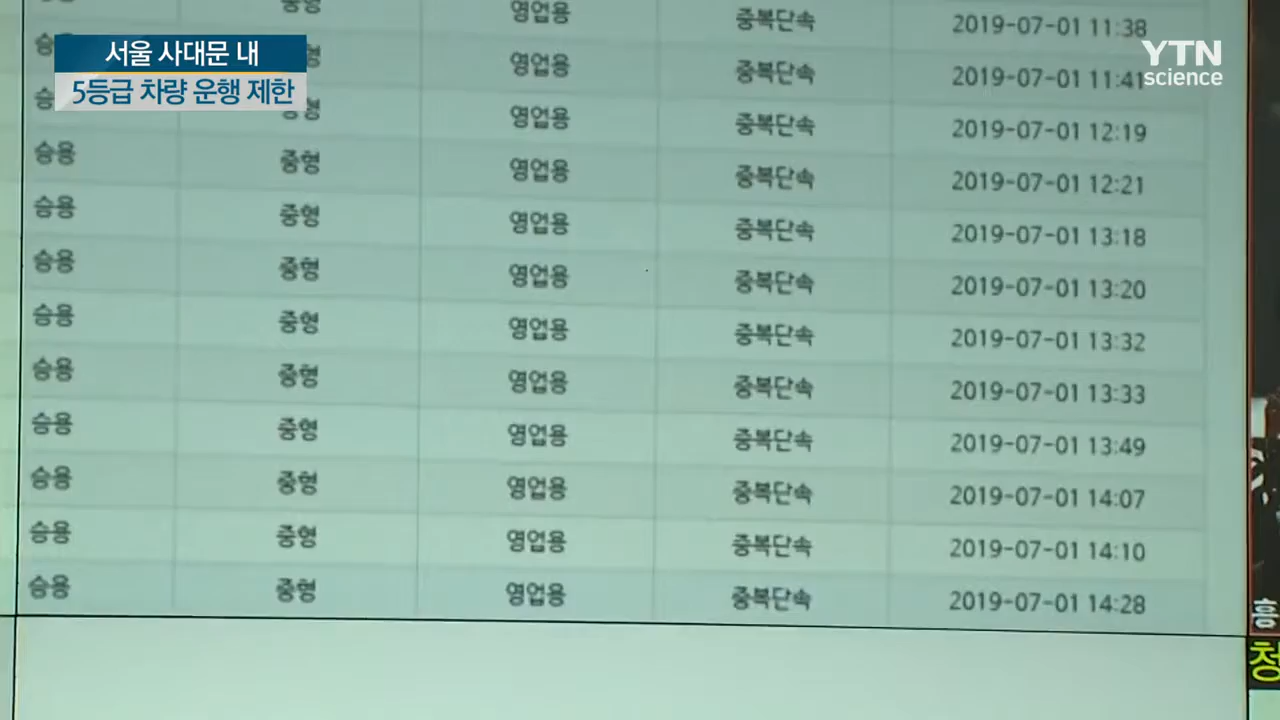 서울 사대문 내
5등급 차량 운행 제한
YTN
science
영업용 중복단속 2019-07-01 11:38
영업용 중복단속 2019-07-01 11:41
영업용 중복단속 2019-07-01 12:19
승용 중형 영업용 중복단속 2019-07-01 12:21
승용 중형 영업용 중복단속 2019-07-01 13:18
승용 중형 영업용 중복단속 2019-07-01 13:20
승용 중형 영업용 중복단속 2019-07-01 13:32
승용 중형 영업용 중복단속 2019-07-01 13:33
승용 중형 영업용 중복단속 2019-07-01 13:49
승용 중형 영업용 중복단속 2019-07-01 14:07
승용 중형 영업용 중복단속 2019-07-01 14:10
승용 중형 영업용 중복단속 2019-07-01 14:28
흥
청